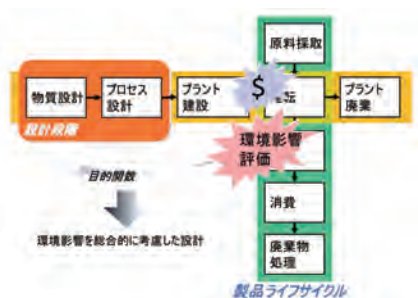 原料採取
物質設計
プロセス
設計
プラント
建設
$
転
プラント
廃業
設計段階
環境影響
評価
目的関数
消費
環境影響を総合的に考慮した設計
廃棄物
処理
製品ライフサイクル